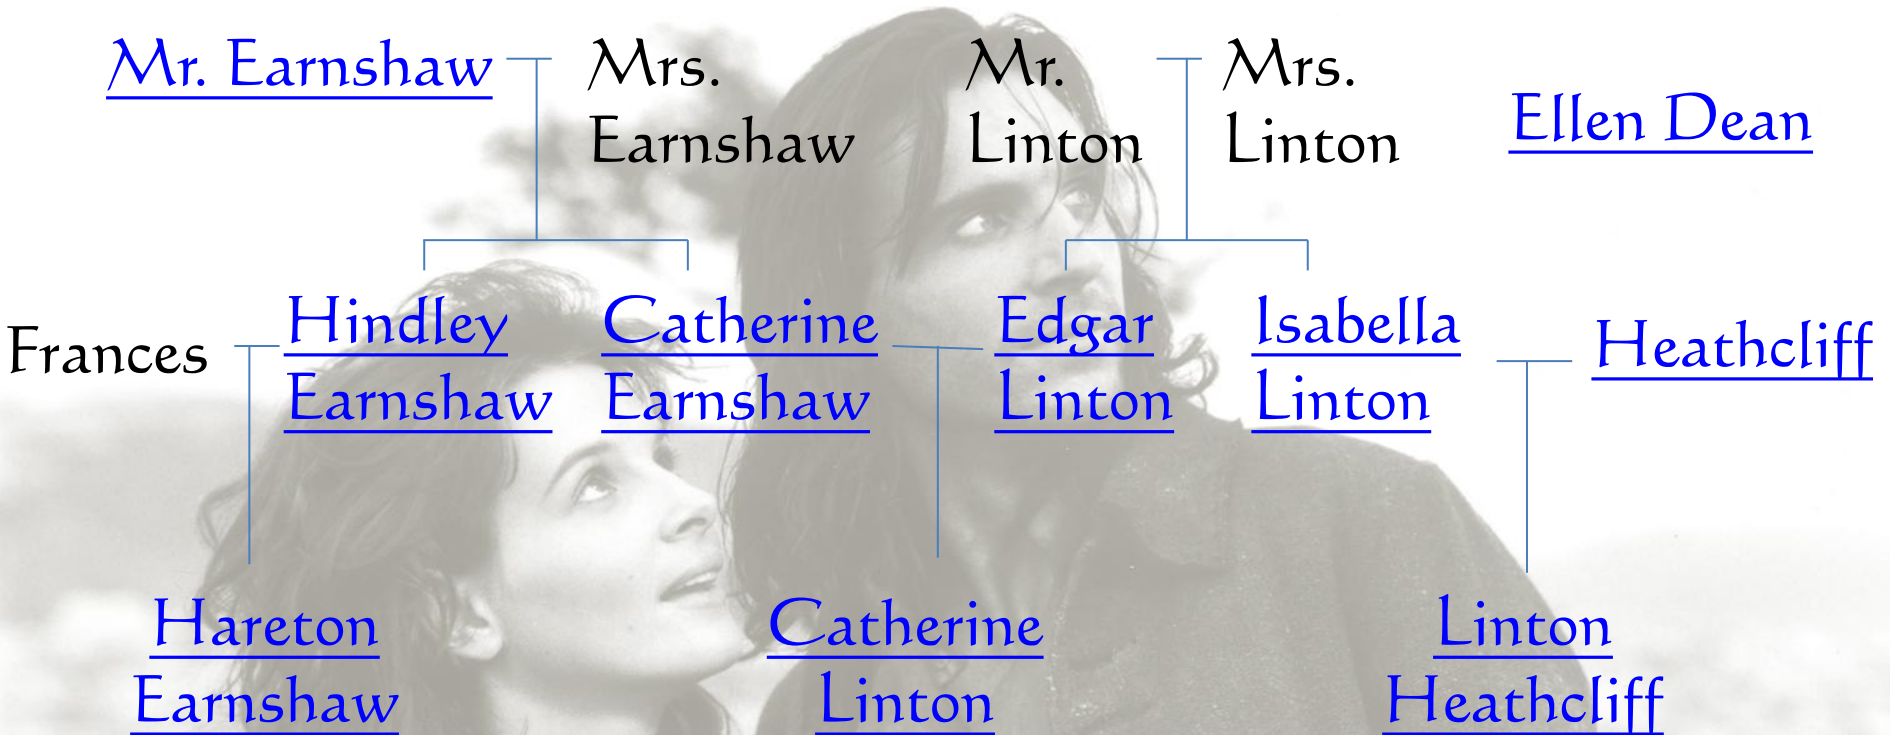 Mr. Earnshaw
Mrs.
Earnshaw
Mr.
Linton
Mrs.
Linton
Ellen Dean
Frances
Hindley
Earnshaw
Catherine
Earnshaw
Edgar
Linton
Isabella
Linton
Heathcliff
Hareton
Earnshaw
Catherine
Linton
Linton
Heathcliff